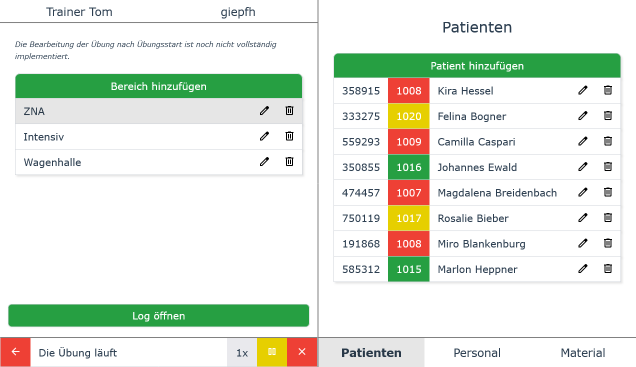 Trainer Tom giepfh
Die Bearbeitung der Übung nach Übungsstart ist noch nicht vollständig
implementiert.
Bereich hinzufügen
ZNA
Intensiv
Wagenhalle
Log öffnen
Die Übung läuft 1x
Patienten
Patient hinzufügen
358915 1008 Kira Hessel
333275 1020 Felina Bogner
559293 1009 Camilla Caspari
350855 1016 Johannes Ewald
474457 1007 Magdalena Breidenbach
750119 1017 Rosalie Bieber
191868 1008 Miro Blankenburg
585312 1015 Marlon Heppner
Patienten Personal Material